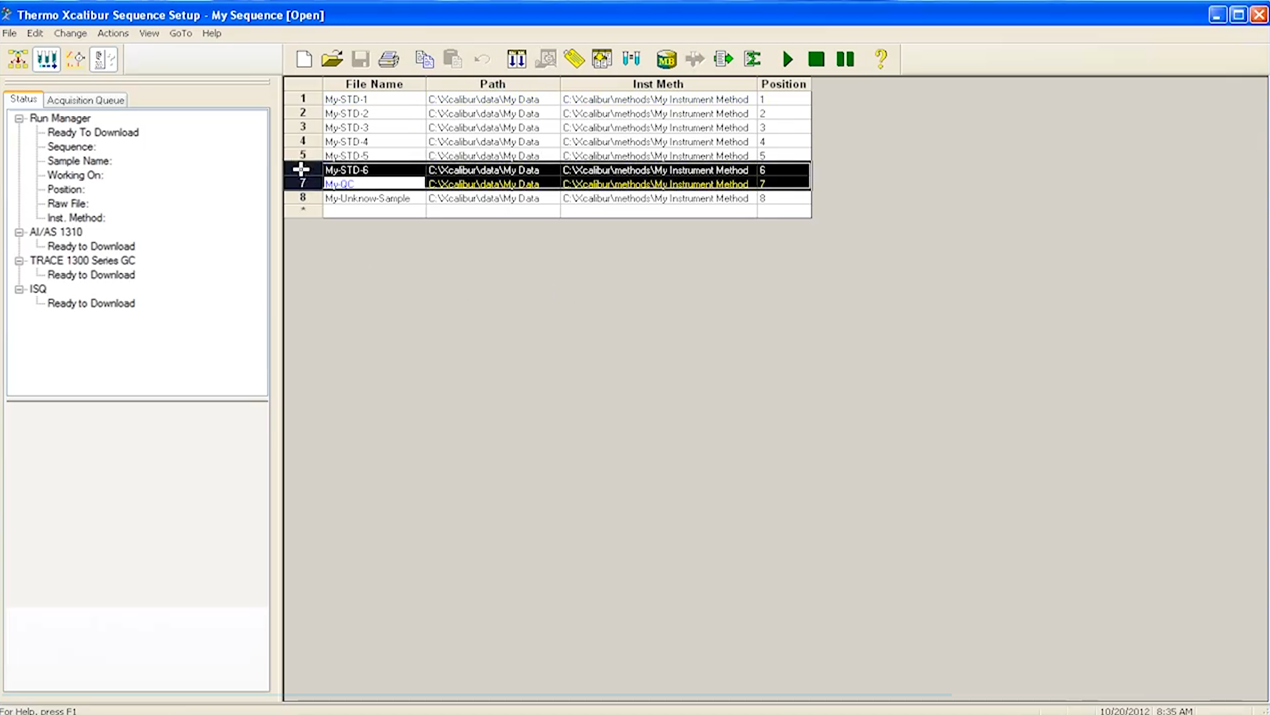 Thermo Xcalibur Sequence Setup - My Sequence [Open]
File Edit Change Actions View GoTo Help
MB
Status Acquisition Queue
Run Manager
Ready To Download
Sequence:
Sample Name:
Working On:
Position:
Raw File:
Inst. Method:
AI/AS 1310
Ready to Download
TRACE 1300 Series GC
Ready to Download
ISQ
Ready to Download
File Name Path Inst Meth Position
1 My-STD-1 C:\Xcalibur\data\My Data C:\Xcalibur\methods\My Instrument Method 1
2 My-STD-2 C:\Xcalibur\data\My Data C:\Xcalibur\methods\My Instrument Method 2
3 My-STD-3 C:\Xcalibur\data\My Data C:\Xcalibur\methods\My Instrument Method 3
4 My-STD-4 C:\Xcalibur\data\My Data C:\Xcalibur\methods\My Instrument Method 4
5 My-STD-5 C:\Xcalibur\data\My Data C:\Xcalibur\methods\My Instrument Method 5
My-STD-6 C:\Xcalibur\data\My Data C:\Xcalibur\methods\My Instrument Method 6
7 My-QC C:\Xcalibur\data\My Data C:\Xcalibur\methods\My Instrument Method 7
8 My-Unknow-Sample C:\Xcalibur\data\My Data C:\Xcalibur\methods\My Instrument Method 8
*
For Help, press F1
10/20/2012 8:35 AM